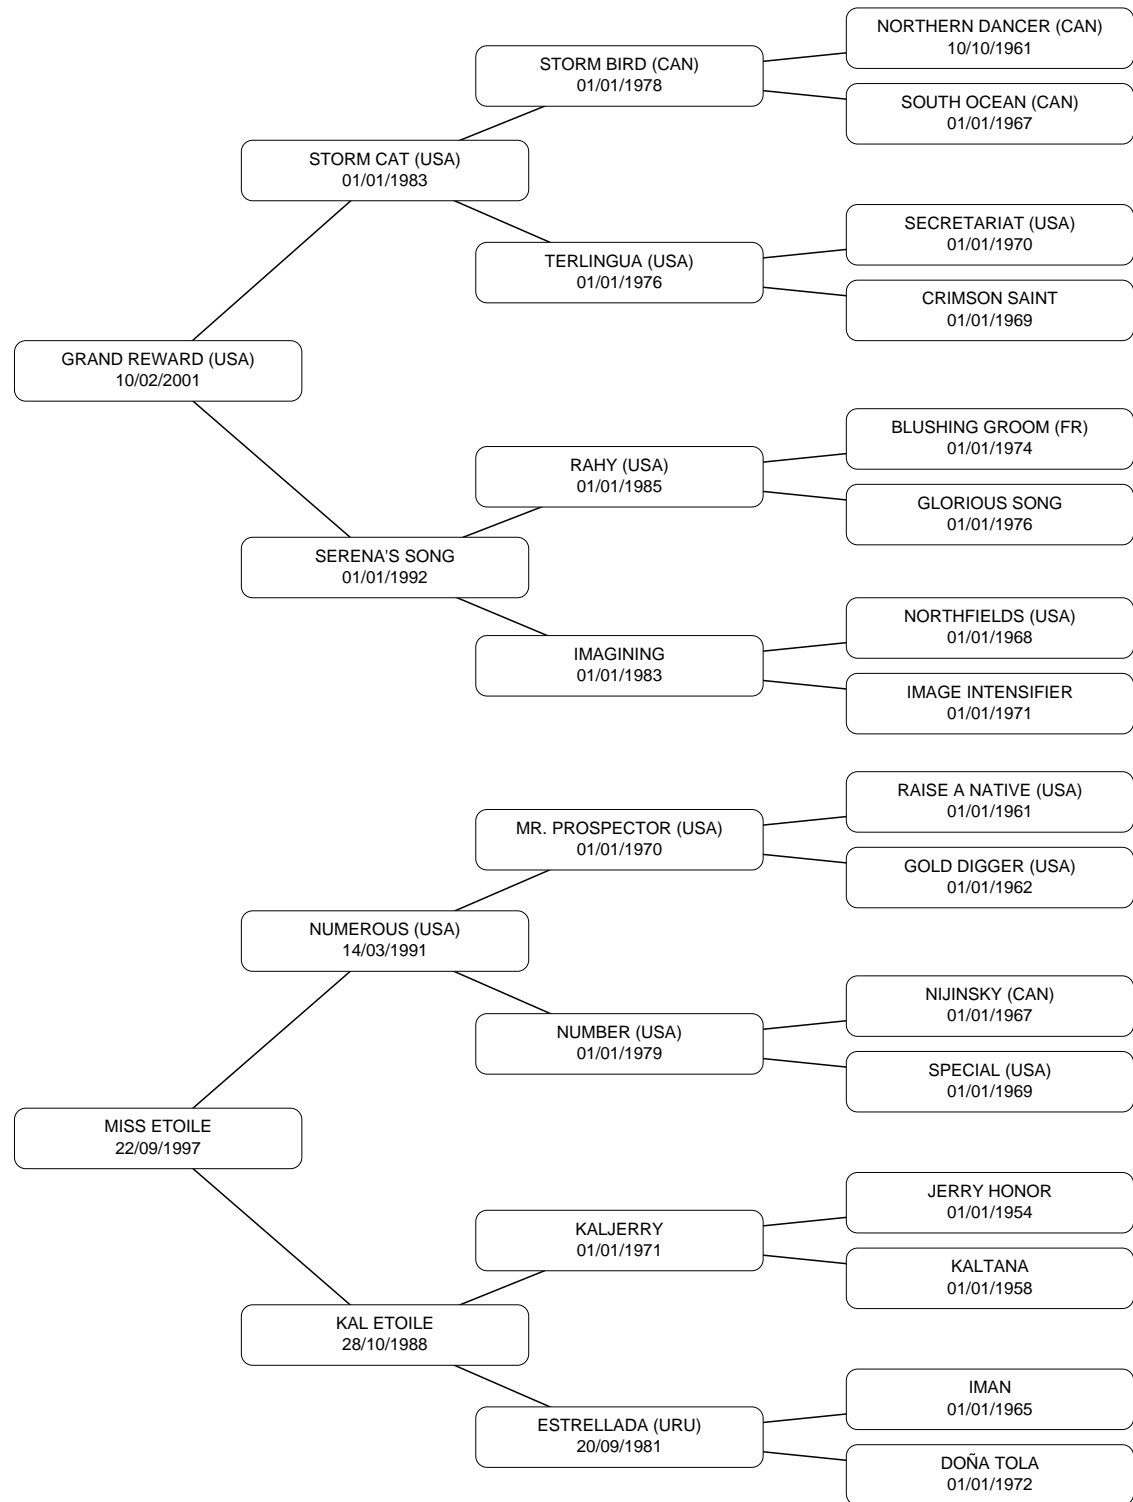 NORTHERN DANCER (CAN)
10/10/1961
STORM BIRD (CAN)
01/01/1978
SOUTH OCEAN (CAN)
01/01/1967
STORM CAT (USA)
01/01/1983
SECRETARIAT (USA)
01/01/1970
TERLINGUA (USA)
01/01/1976
CRIMSON SAINT
01/01/1969
GRAND REWARD (USA)
10/02/2001
BLUSHING GROOM (FR)
01/01/1974
RAHY (USA)
01/01/1985
GLORIOUS SONG
01/01/1976
SERENA'S SONG
01/01/1992
NORTHFIELDS (USA)
01/01/1968
IMAGINING
01/01/1983
IMAGE INTENSIFIER
01/01/1971
RAISE A NATIVE (USA)
01/01/1961
MR. PROSPECTOR (USA)
01/01/1970
GOLD DIGGER (USA)
01/01/1962
NUMEROUS (USA)
14/03/1991
NIJINSKY (CAN)
01/01/1967
NUMBER (USA)
01/01/1979
SPECIAL (USA)
01/01/1969
MISS ETOILE
22/09/1997
JERRY HONOR
01/01/1954
KALJERRY
01/01/1971
KALTANA
01/01/1958
KAL ETOILE
28/10/1988
IMAN
01/01/1965
ESTRELLADA (URU)
20/09/1981
DOÑA TOLA
01/01/1972